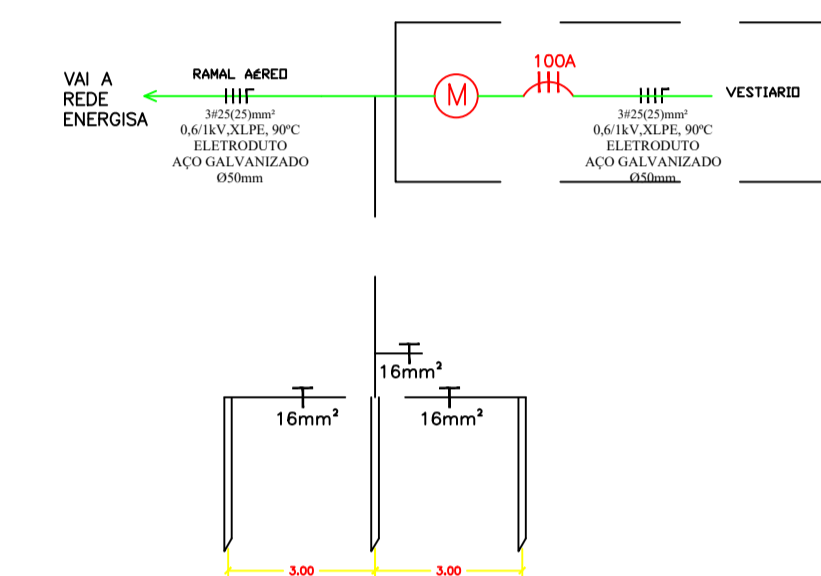 VAI A
REDE
ENERGISA
RAMAL AÉREO
3#25(25)mm²
0,6/1kV,XLPE, 90ºC
ELETRODUTO
AÇO GALVANIZADO
Ø50mm
M
100A
3#25(25)mm²
0,6/1kV,XLPE, 90ºC
ELETRODUTO
AÇO GALVANIZADO
Ø50mm
VESTIARIO
16mm²
16mm²
16mm²
3.00
3.00